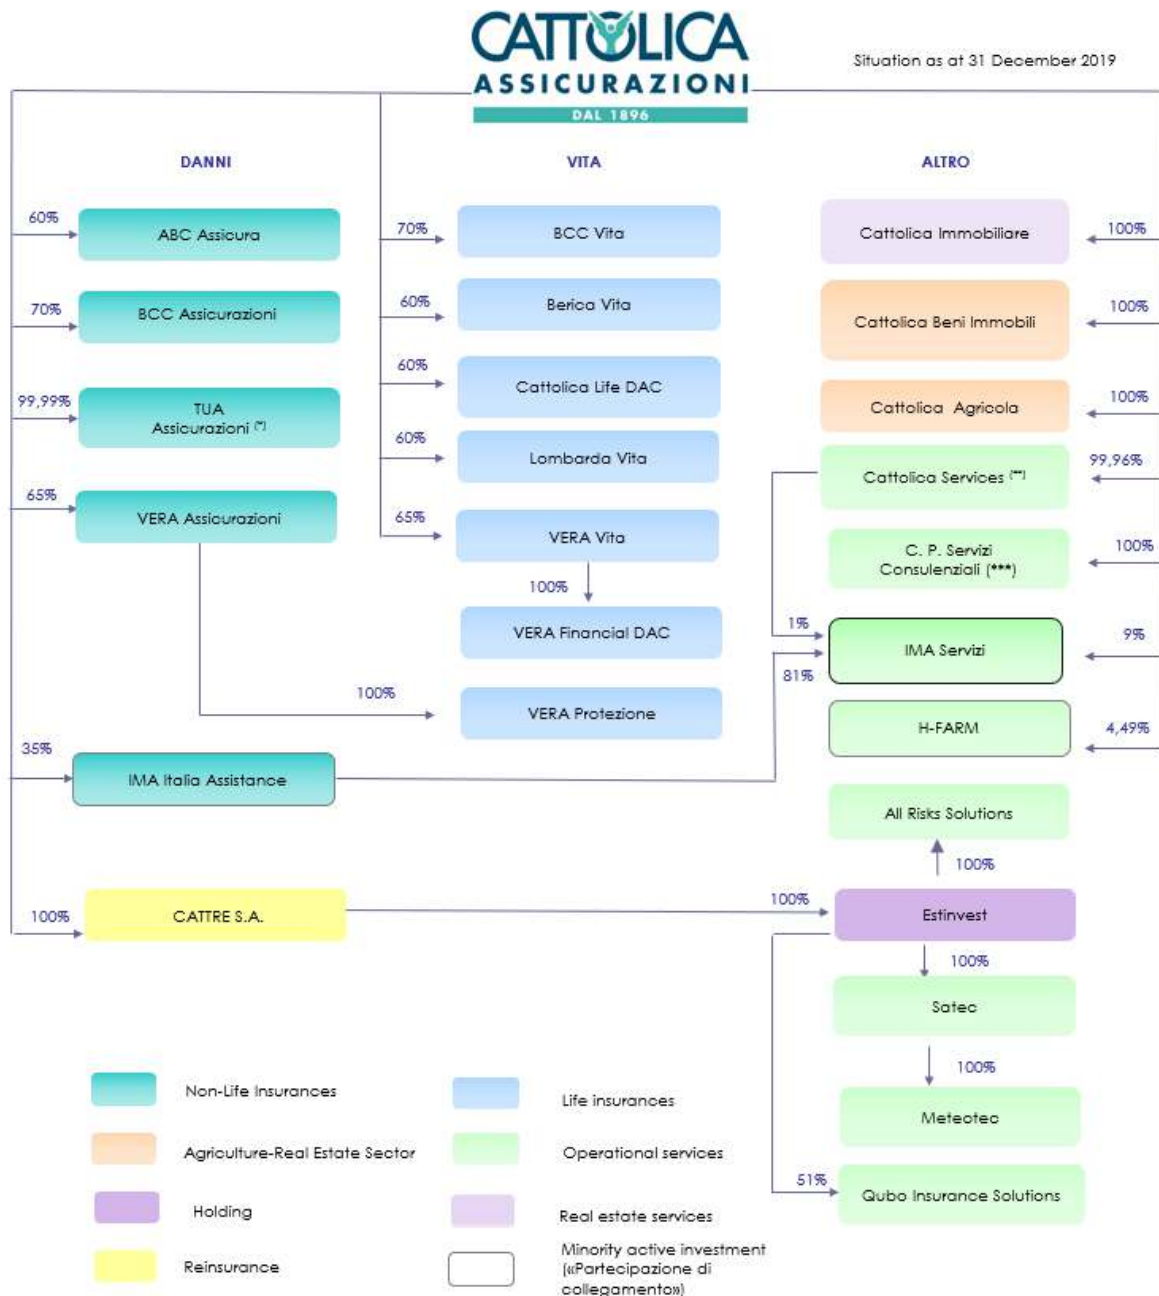 CATTOLICA
ASSICURAZIONI
DAL 1896
Situation as at 31 December 2019
DANNI
VITA
ALTRO
60%
ABC Assicura
70%
BCC Assicurazioni
99,99%
TUA
Assicurazioni (*)
65%
VERA Assicurazioni
35%
IMA Italia Assistance
100%
CATTRE S.A.
70%
BCC Vita
60%
Berica Vita
60%
Cattolica Life DAC
60%
Lombarda Vita
65%
VERA Vita
100%
VERA Financial DAC
100%
VERA Protezione
Cattolica Immobiliare
100%
Cattolica Beni Immobili
100%
Cattolica Agricola
100%
Cattolica Services (**)
99,96%
C. P. Servizi
Consulenziali (***)
100%
1%
IMA Servizi
9%
81%
H-FARM
4,49%
All Risks Solutions
100%
100%
Estinvest
100%
Satec
100%
Meteotec
51%
Qubo Insurance Solutions
Non-Life Insurances
Life insurances
Agriculture-Real Estate Sector
Operational services
Holding
Real estate services
Reinsurance
Minority active investment
(«Partecipazione di
collegamento»)